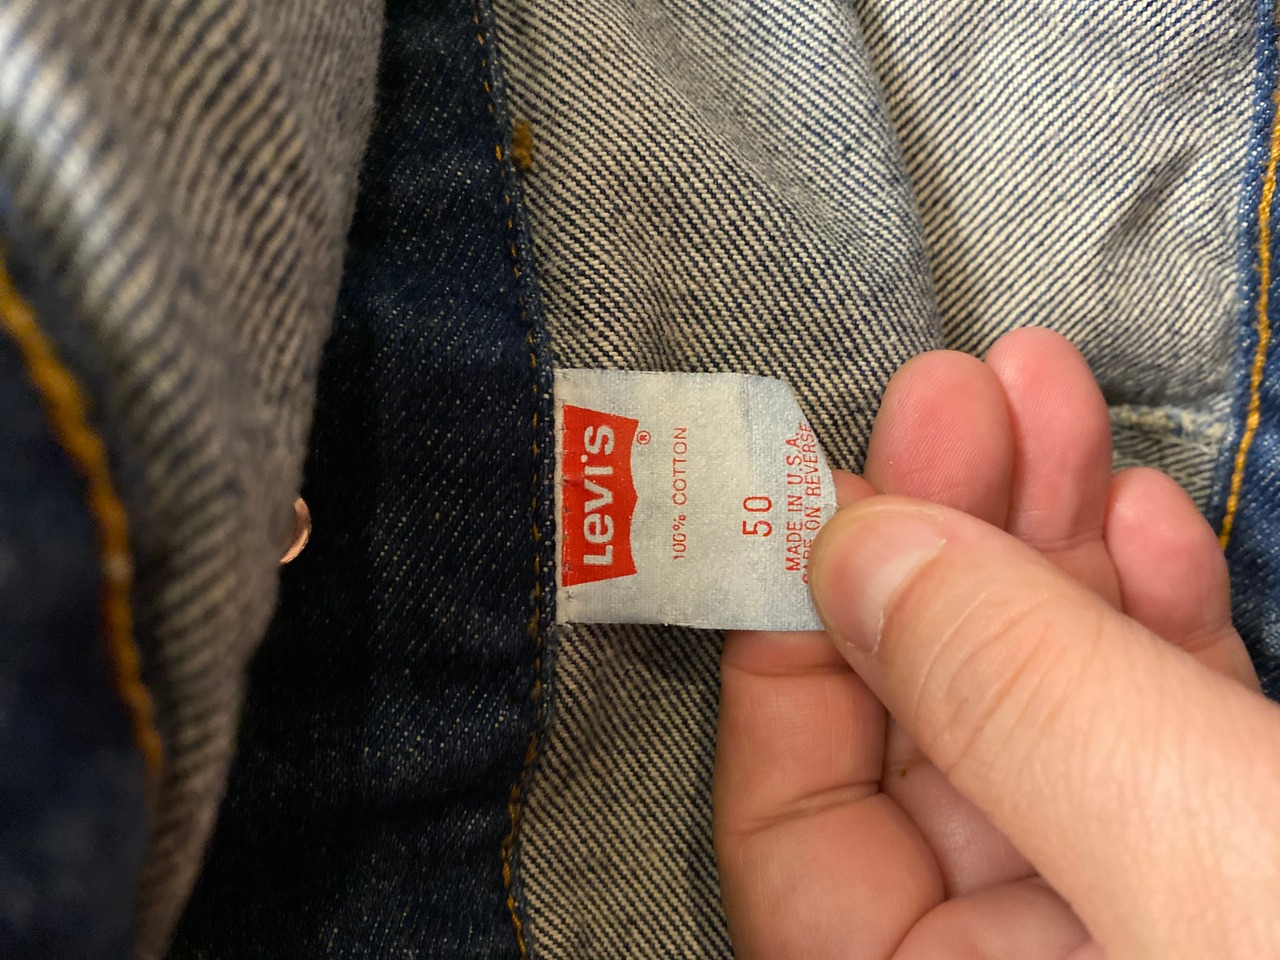 Levi's ®
100% COTTON
50
MADE IN U.S.A.
CARE ON REVERSE